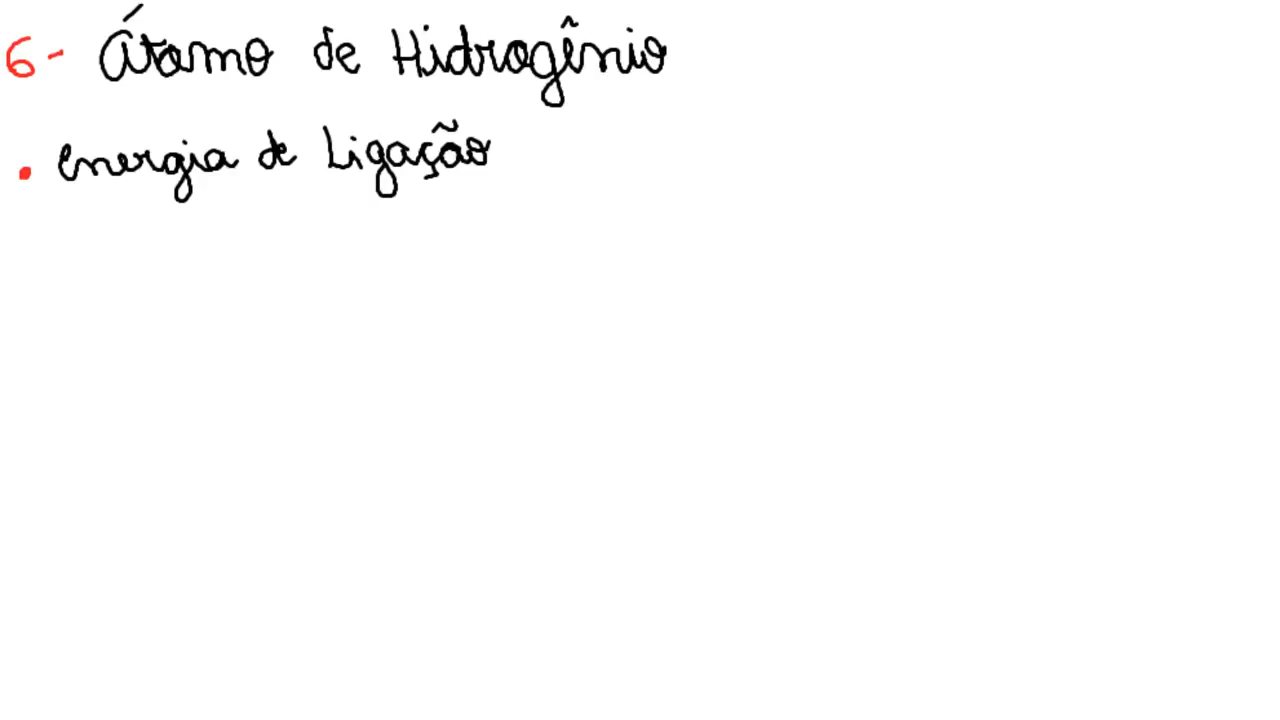 6- Átomo de Hidrogênio
• energia de Ligação